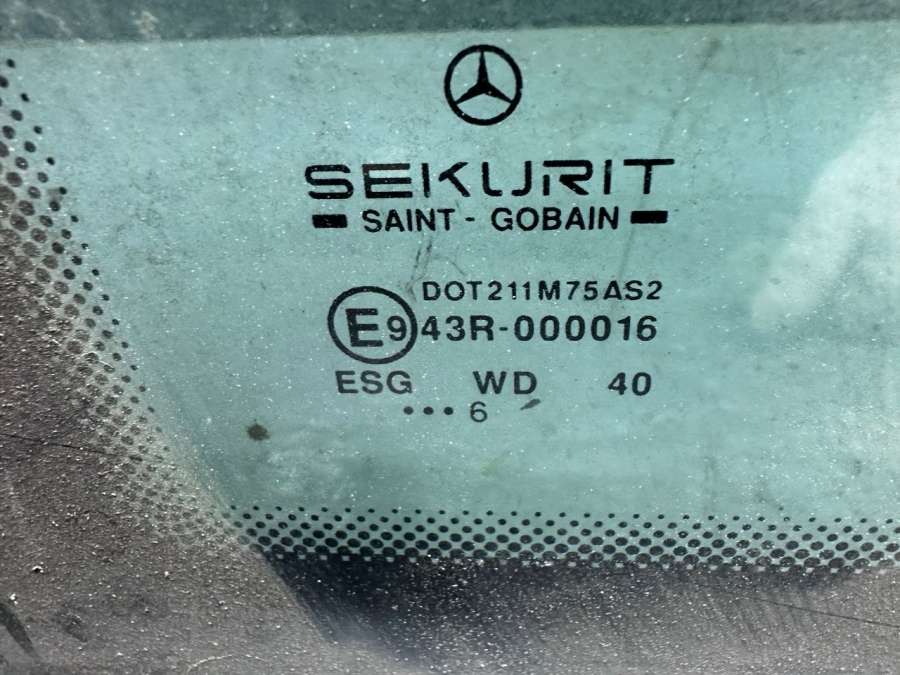 SEKURIT
SAINT - GOBAIN
DOT211M75AS2
E9 43R-000016
ESG WD 40
...6